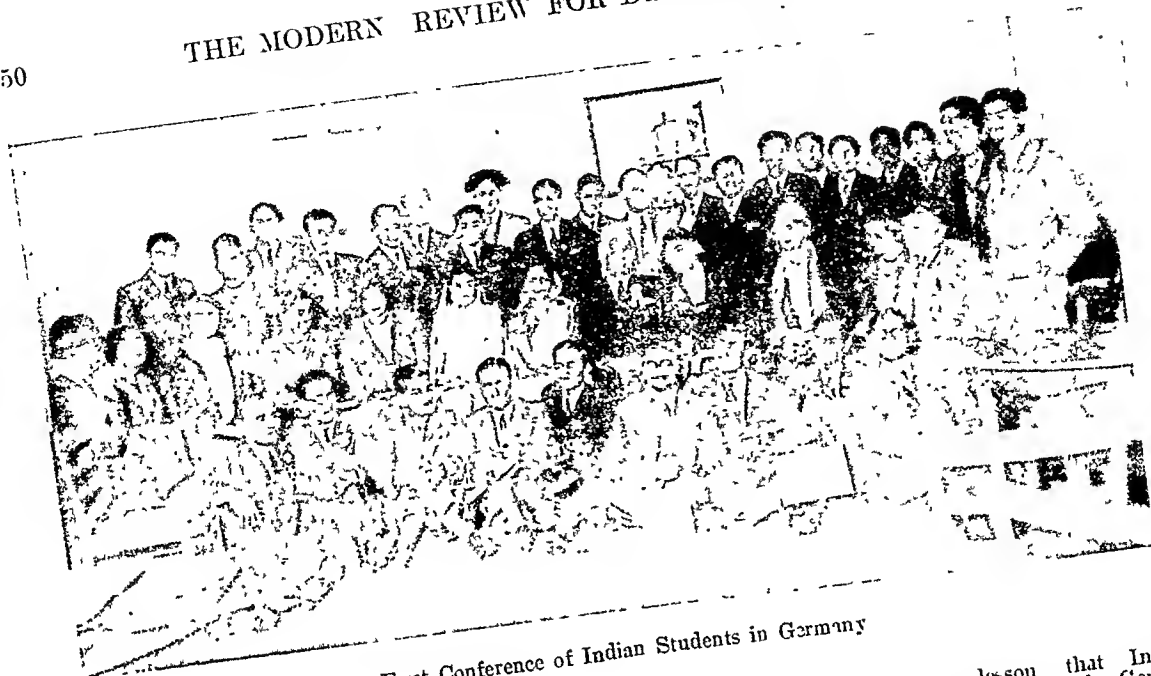 THE MODERN REVIEW FOR
50
Conference of Indian Students in Germany
lesson that In